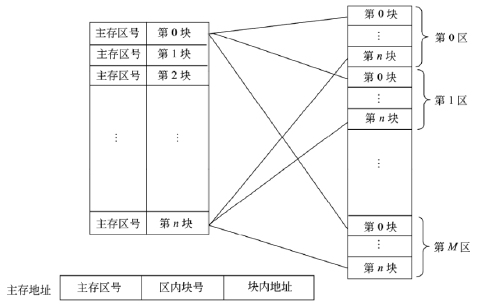 主存区号 第 0 块
主存区号 第 1 块
主存区号 第 2 块
⋮ ⋮
主存区号 第 n 块
第 0 块
⋮
第 n 块
第 0 区
第 0 块
⋮
第 n 块
第 1 区
⋮
第 0 块
⋮
第 n 块
第 M 区
主存地址 主存区号 区内块号 块内地址